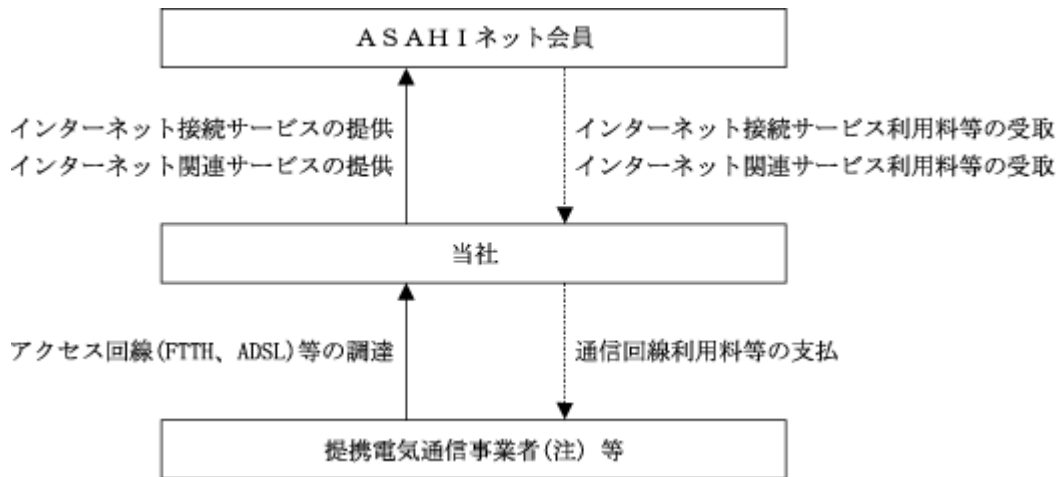 ＡＳＡＨＩネット会員
インターネット接続サービスの提供
インターネット関連サービスの提供
インターネット接続サービス利用料等の受取
インターネット関連サービス利用料等の受取
当社
アクセス回線(FTTH、ADSL)等の調達
通信回線利用料等の支払
提携電気通信事業者(注) 等